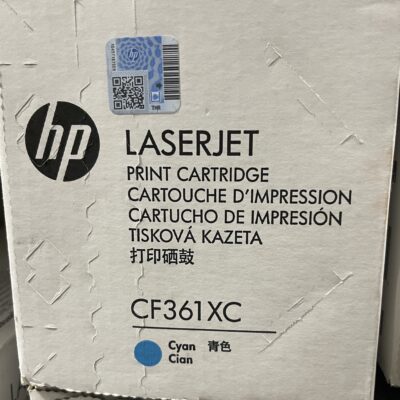 hp
LASERJET
PRINT CARTRIDGE
CARTOUCHE D'IMPRESSION
CARTUCHO DE IMPRESIÓN
TISKOVÁ KAZETA
打印硒鼓
CF361XC
Cyan 青色
Cian